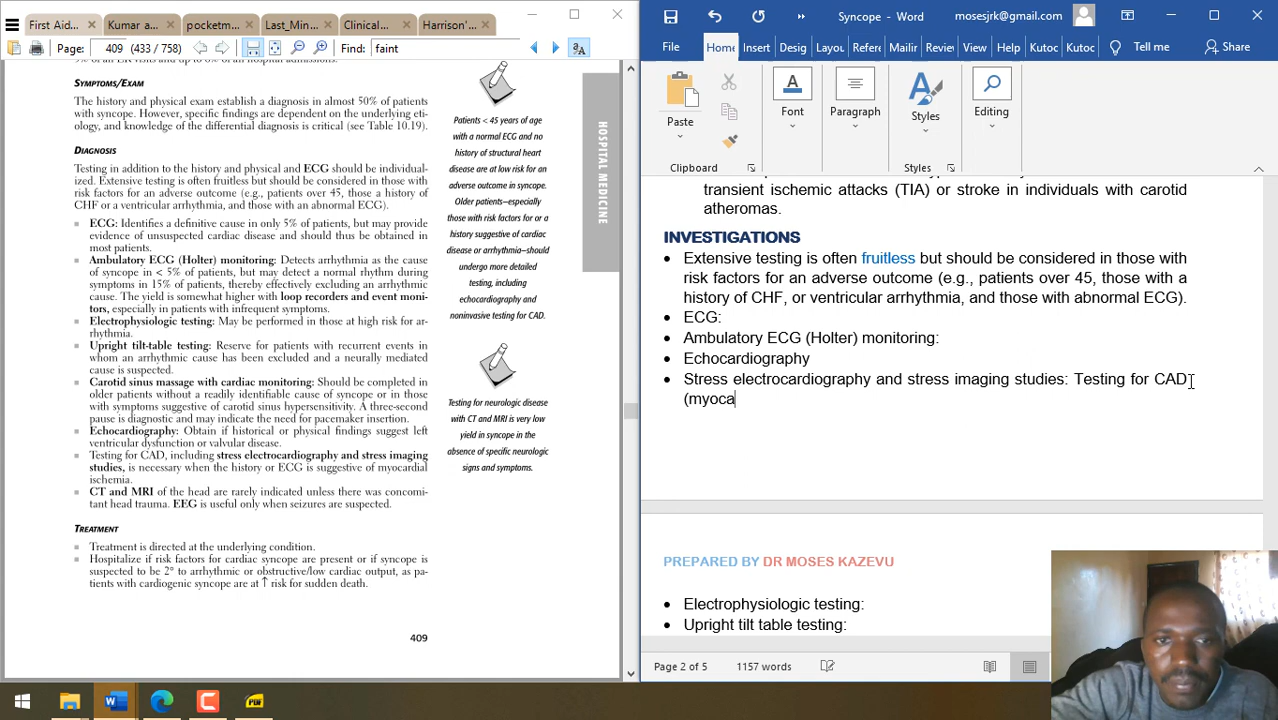 First Aid
Kumar a...
pocketm...
Last_Min...
Clinical...
Harrison'...
Page: 409 (433 / 758)
Find: faint
SYMPTOMS/EXAM
The history and physical exam establish a diagnosis in almost 50% of patients
with syncope. However, specific findings are dependent on the underlying eti-
ology, and knowledge of the differential diagnosis is critical (see Table 10.19).
DIAGNOSIS
Testing in addition to the history and physical and ECG should be individual-
ized. Extensive testing is often fruitless but should be considered in those with
risk factors for an adverse outcome (e.g., patients over 45, those a history of
CHF or a ventricular arrhythmia, and those with an abnormal ECG).
ECG: Identifies a definitive cause in only 5% of patients, but may provide
evidence of unsuspected cardiac disease and should thus be obtained in
most patients.
Ambulatory ECG (Holter) monitoring: Detects arrhythmia as the cause
of syncope in < 5% of patients, but may detect a normal rhythm during
symptoms in 15% of patients, thereby effectively excluding an arrhythmic
cause. The yield is somewhat higher with loop recorders and event moni-
tors, especially in patients with infrequent symptoms.
Electrophysiologic testing: May be performed in those at high risk for ar-
rhythmia.
Upright tilt-table testing: Reserve for patients with recurrent events in
whom an arrhythmic cause has been excluded and a neurally mediated
cause is suspected.
Carotid sinus massage with cardiac monitoring: Should be completed in
older patients without a readily identifiable cause of syncope or in those
with symptoms suggestive of carotid sinus hypersensitivity. A three-second
pause is diagnostic and may indicate the need for pacemaker insertion.
Echocardiography: Obtain if historical or physical findings suggest left
ventricular dysfunction or valvular disease.
Testing for CAD, including stress electrocardiography and stress imaging
studies, is necessary when the history or ECG is suggestive of myocardial
ischemia.
CT and MRI of the head are rarely indicated unless there was concomi-
tant head trauma. EEG is useful only when seizures are suspected.
TREATMENT
Treatment is directed at the underlying condition.
Hospitalize if risk factors for cardiac syncope are present or if syncope is
suspected to be 2° to arrhythmic or obstructive/low cardiac output, as pa-
tients with cardiogenic syncope are at ↑ risk for sudden death.
409
Patients < 45 years of age
with a normal ECG and no
history of structural heart
disease are at low risk for an
adverse outcome in syncope.
Older patients—especially
those with risk factors for or a
history suggestive of cardiac
disease or arrhythmia—should
undergo more detailed
testing, including
echocardiography and
noninvasive testing for CAD.
Testing for neurologic disease
with CT and MRI is very low
yield in syncope in the
absence of specific neurologic
signs and symptoms.
HOSPITAL MEDICINE
Syncope - Word
mosesjrk@gmail.com
File
Home
Insert
Desig
Layou
Refere
Mailin
Review
View
Help
Kutoc
Kutoc
Tell me
Share
Paste
Font
Paragraph
Styles
Editing
Clipboard
Styles
transient ischemic attacks (TIA) or stroke in individuals with carotid
atheromas.
INVESTIGATIONS
• Extensive testing is often fruitless but should be considered in those with
risk factors for an adverse outcome (e.g., patients over 45, those with a
history of CHF, or ventricular arrhythmia, and those with abnormal ECG).
• ECG:
• Ambulatory ECG (Holter) monitoring:
• Echocardiography
• Stress electrocardiography and stress imaging studies: Testing for CAD
(myoca
PREPARED BY DR MOSES KAZEVU
• Electrophysiologic testing:
• Upright tilt table testing:
Page 2 of 5
1157 words